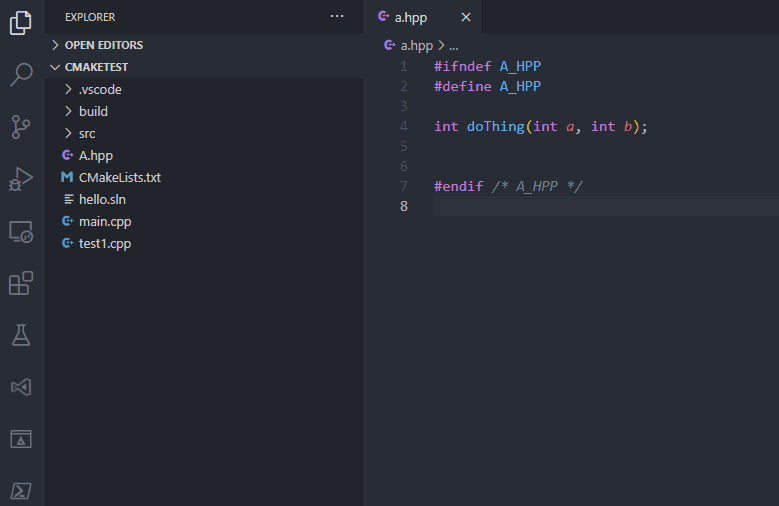 EXPLORER
OPEN EDITORS
CMAKETEST
.vscode
build
src
A.hpp
CMakeLists.txt
hello.sln
main.cpp
test1.cpp
a.hpp
a.hpp > ...
1 #ifndef A_HPP
2 #define A_HPP
3
4 int doThing(int a, int b);
5
6
7 #endif /* A_HPP */
8